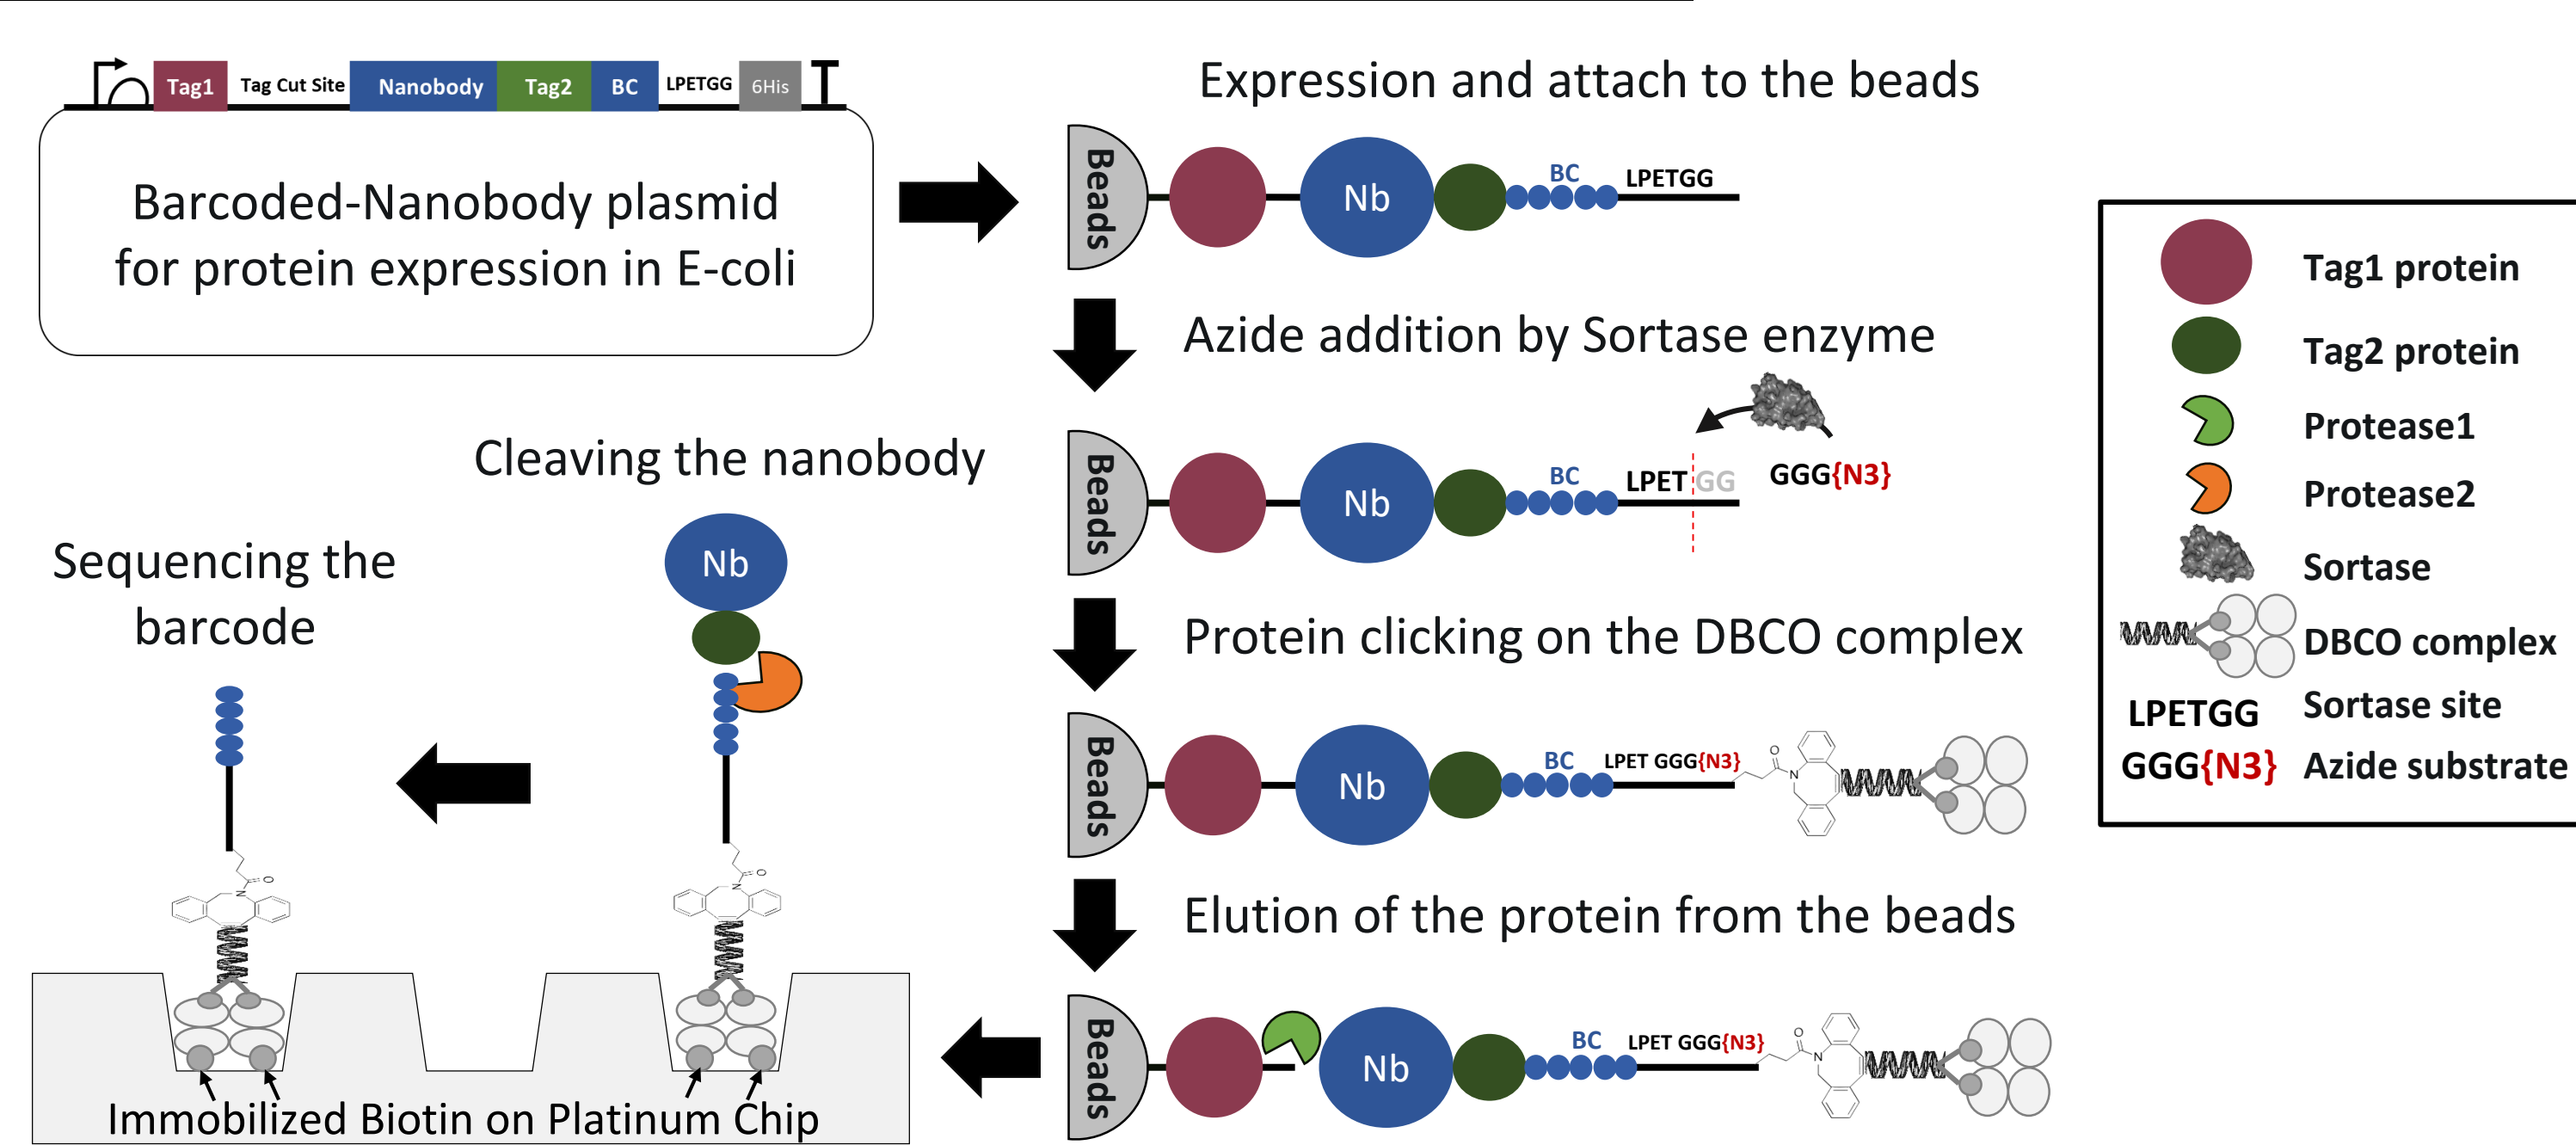 Tag1 Tag Cut Site Nanobody Tag2 BC LPETGG 6His
Barcoded-Nanobody plasmid
for protein expression in E-coli
Expression and attach to the beads
Beads Nb BC LPETGG
Azide addition by Sortase enzyme
Beads Nb BC LPET GG GGG{N3}
Protein clicking on the DBCO complex
Beads Nb BC LPET GGG{N3} O N
Elution of the protein from the beads
Beads Nb BC LPET GGG{N3} O N
Cleaving the nanobody
Nb
O
N
Sequencing the
barcode
O
N
Immobilized Biotin on Platinum Chip
Tag1 protein
Tag2 protein
Protease1
Protease2
Sortase
DBCO complex
LPETGG Sortase site
GGG{N3} Azide substrate